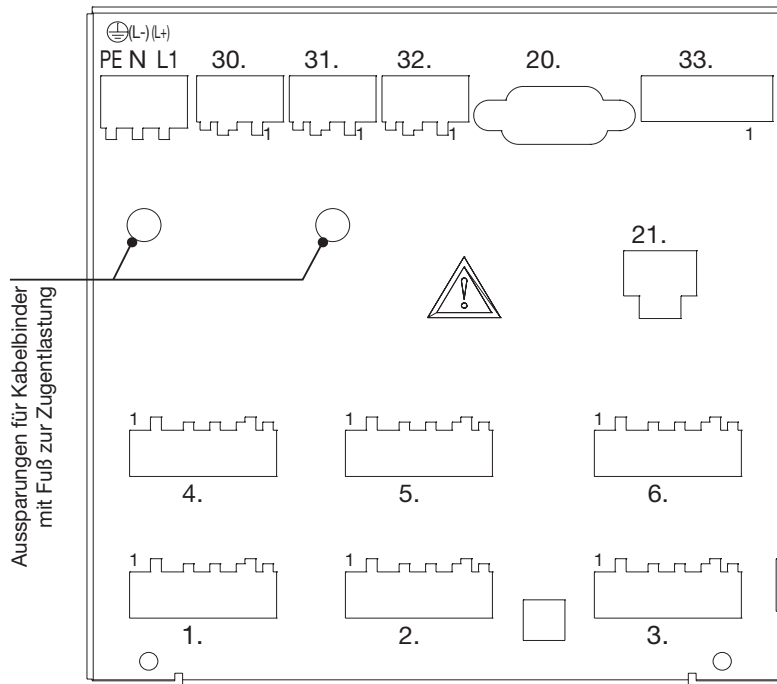 (L-) (L+)
PE N L1 30. 31. 32. 20. 33.
1 1 1 1
21.
Aussparungen für Kabelbinder
mit Fuß zur Zugentlastung
!
1 1 1
4. 5. 6.
1 1 1
1. 2. 3.